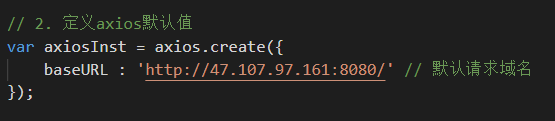 // 2. 定义axios默认值
var axiosInst = axios.create({
baseURL : 'http://47.107.97.161:8080/' // 默认请求域名
});